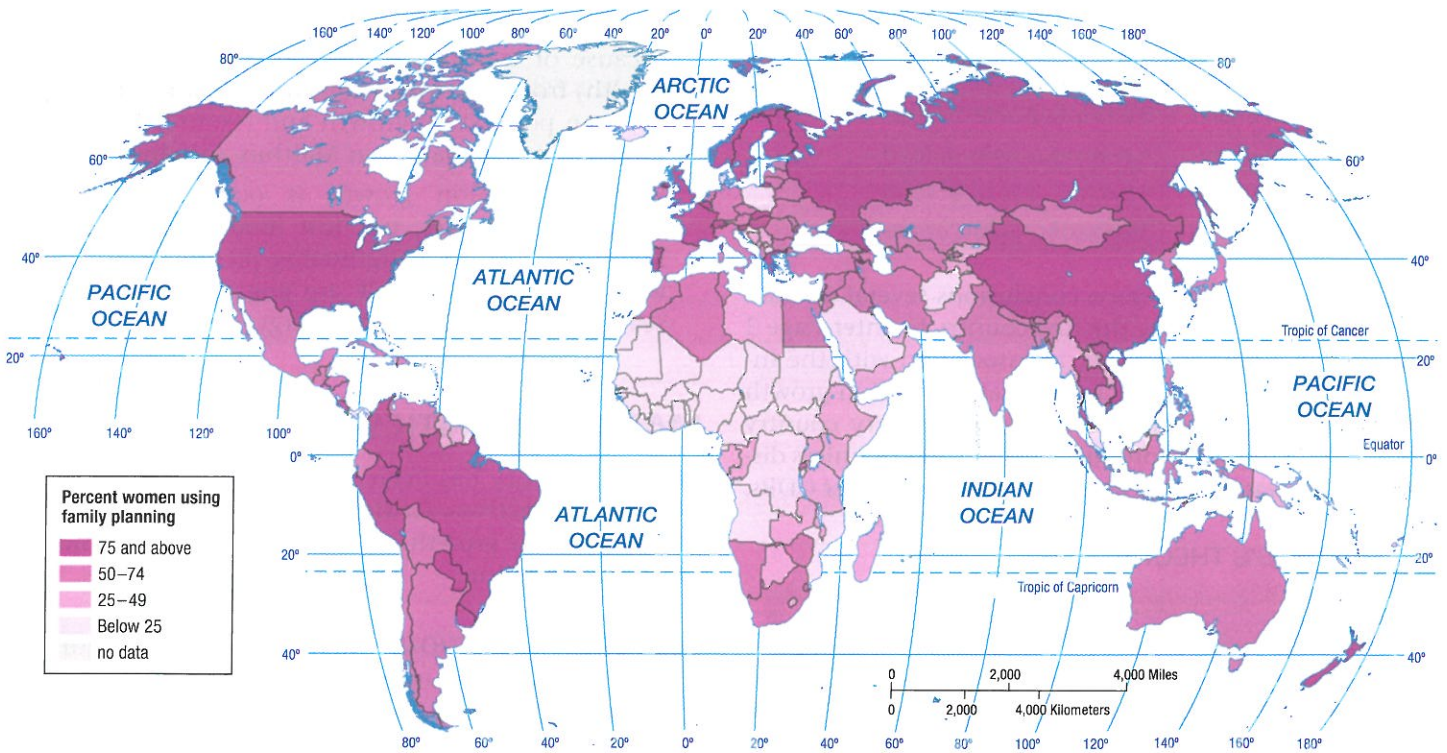 160° 140° 120° 100° 80° 60° 40° 20° 0° 20° 40° 60° 80° 100° 120° 140° 160° 180°
80° 80°
ARCTIC
OCEAN
60° 60°
40° 40°
ATLANTIC
OCEAN
PACIFIC
OCEAN
Tropic of Cancer
20° 20°
PACIFIC
OCEAN
160° 140° 120° 100°
Equator
0° 0°
INDIAN
OCEAN
ATLANTIC
OCEAN
20° 20°
Tropic of Capricorn
40° 40°
Percent women using
family planning
75 and above
50–74
25–49
Below 25
no data
0 2,000 4,000 Miles
0 2,000 4,000 Kilometers
80° 60° 40° 20° 0° 20° 40° 60° 80° 100° 120° 140° 160° 180°